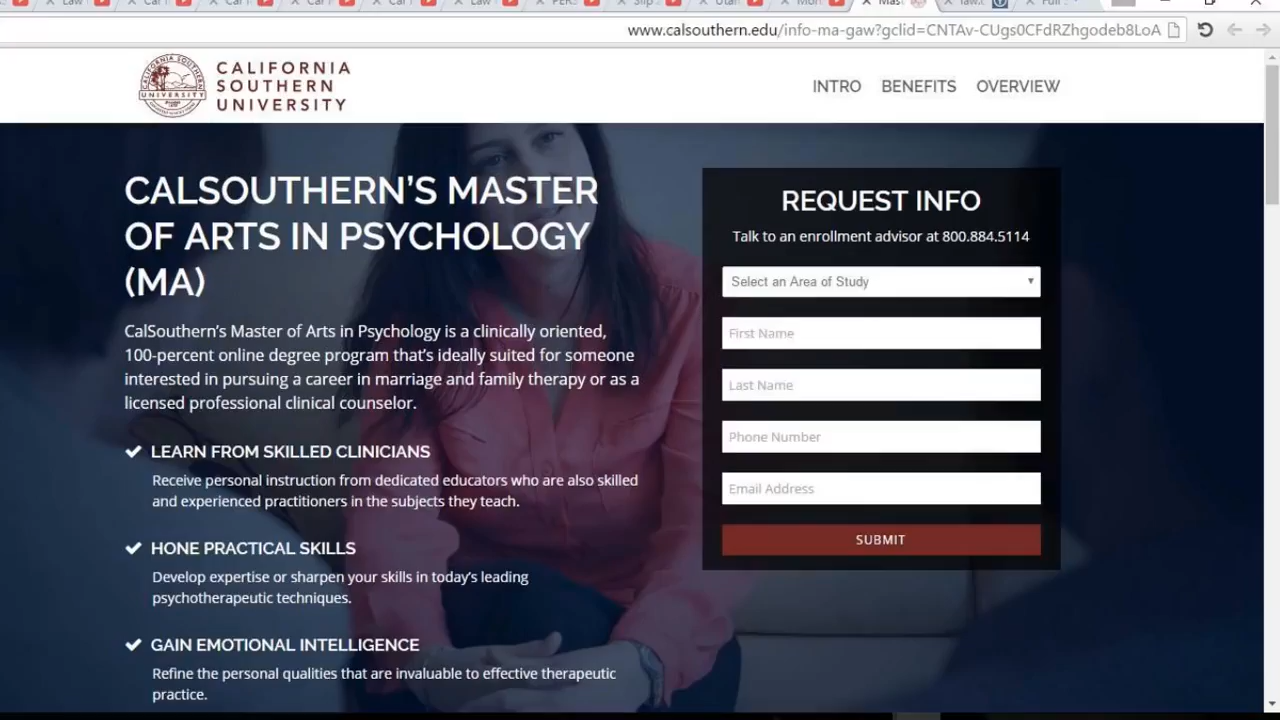 www.calsouthern.edu/info-ma-gaw?gclid=CNTAv-CUgs0CFdRZhgodeb8LoA
CALIFORNIA
SOUTHERN
UNIVERSITY
INTRO BENEFITS OVERVIEW
CALSOUTHERN’S MASTER
OF ARTS IN PSYCHOLOGY
(MA)
CalSouthern’s Master of Arts in Psychology is a clinically oriented,
100-percent online degree program that’s ideally suited for someone
interested in pursuing a career in marriage and family therapy or as a
licensed professional clinical counselor.
LEARN FROM SKILLED CLINICIANS
Receive personal instruction from dedicated educators who are also skilled
and experienced practitioners in the subjects they teach.
HONE PRACTICAL SKILLS
Develop expertise or sharpen your skills in today’s leading
psychotherapeutic techniques.
GAIN EMOTIONAL INTELLIGENCE
Refine the personal qualities that are invaluable to effective therapeutic
practice.
REQUEST INFO
Talk to an enrollment advisor at 800.884.5114
Select an Area of Study
First Name
Last Name
Phone Number
Email Address
SUBMIT